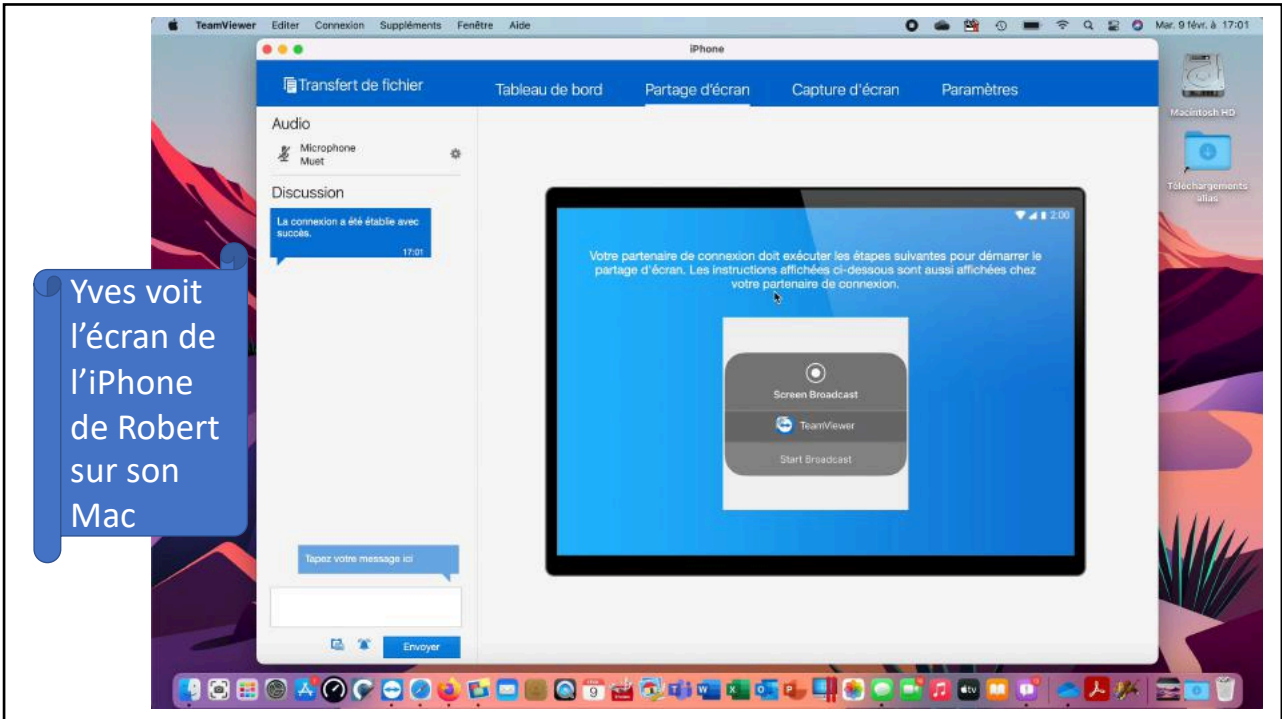 TeamViewer Editer Connexion Suppléments Fenêtre Aide
Mar. 9 févr. à 17:01
iPhone
Transfert de fichier
Tableau de bord Partage d'écran Capture d'écran Paramètres
Audio
Microphone
Muet
Discussion
La connexion a été établie avec
succès.
17:01
Tapez votre message ici
Envoyer
2:00
Votre partenaire de connexion doit exécuter les étapes suivantes pour démarrer le
partage d'écran. Les instructions affichées ci-dessous sont aussi affichées chez
votre partenaire de connexion.
Screen Broadcast
TeamViewer
Start Broadcast
Macintosh HD
Téléchargements
alias
Yves voit
l'écran de
l'iPhone
de Robert
sur son
Mac
9
tv